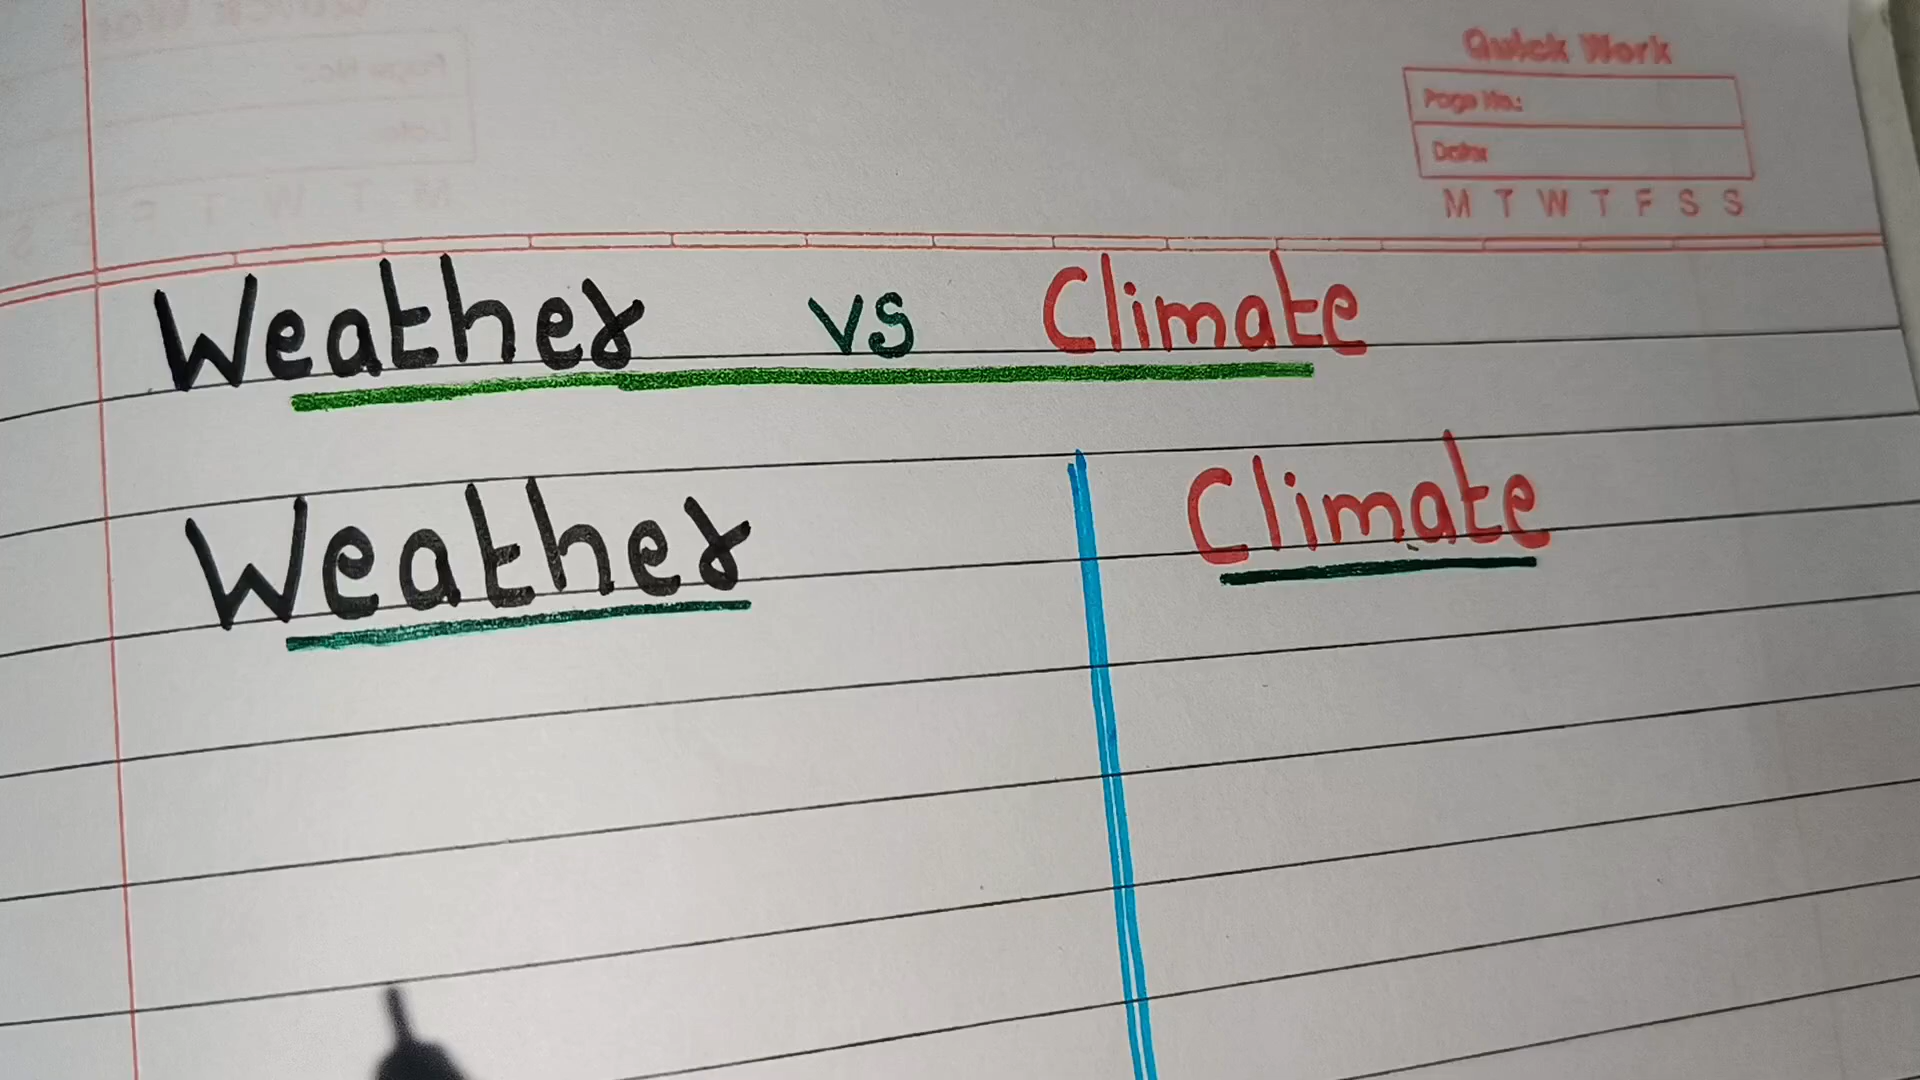 Quick Work
Page No.:
Date
M T W T F S S
Weather vs Climate
Weather Climate